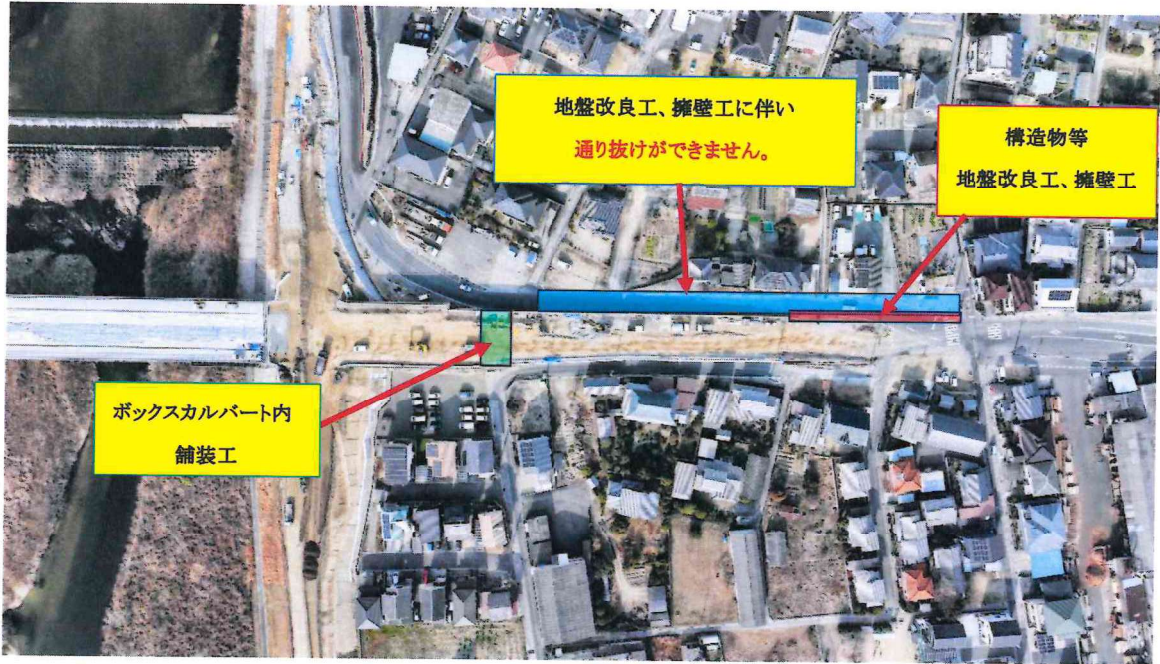 地盤改良工、擁壁工に伴い
通り抜けができません。
構造物等
地盤改良工、擁壁工
ボックスカルバート内
舗装工